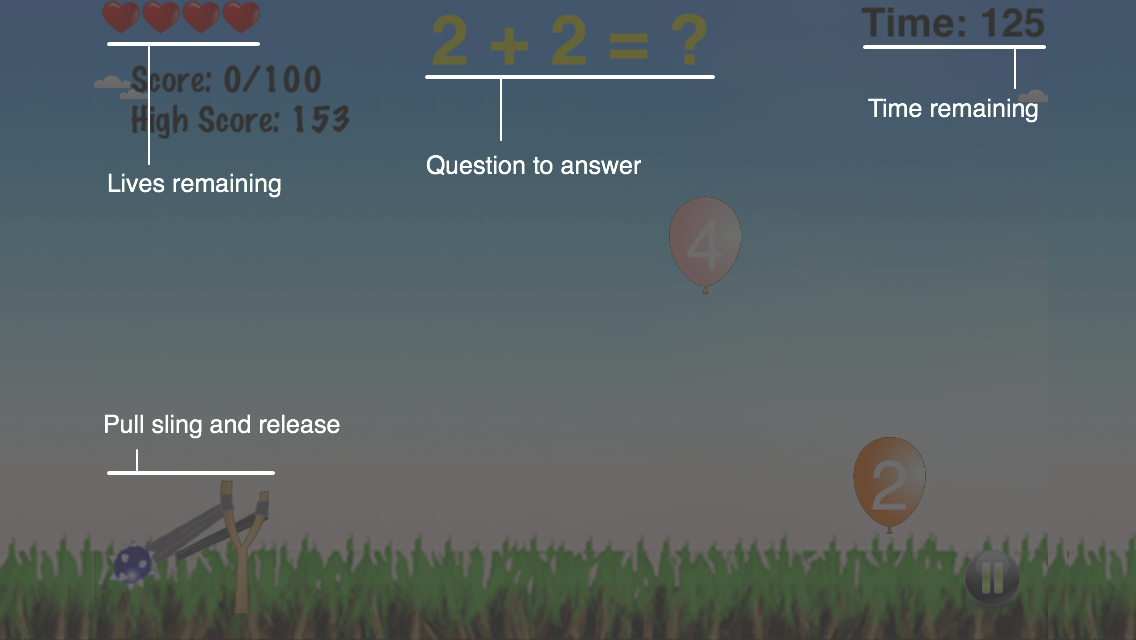 2 + 2 = ?
Time: 125
Score: 0/100
High Score: 153
Time remaining
Question to answer
Lives remaining
4
Pull sling and release
2